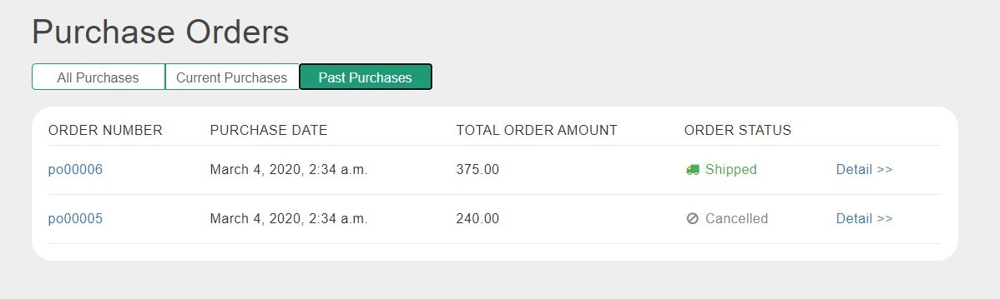 Purchase Orders
All Purchases Current Purchases Past Purchases
ORDER NUMBER PURCHASE DATE TOTAL ORDER AMOUNT ORDER STATUS
po00006 March 4, 2020, 2:34 a.m. 375.00 Shipped Detail >>
po00005 March 4, 2020, 2:34 a.m. 240.00 Cancelled Detail >>